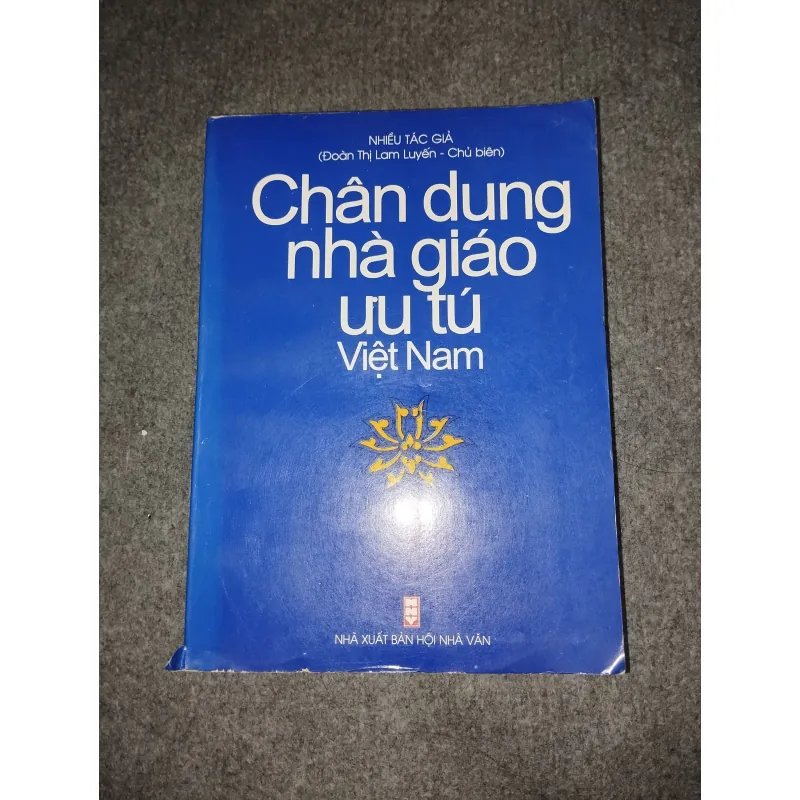 NHIỀU TÁC GIẢ
(Đoàn Thị Lam Luyến - Chủ biên)
Chân dung
nhà giáo
ưu tú
Việt Nam
NHÀ XUẤT BẢN HỘI NHÀ VĂN